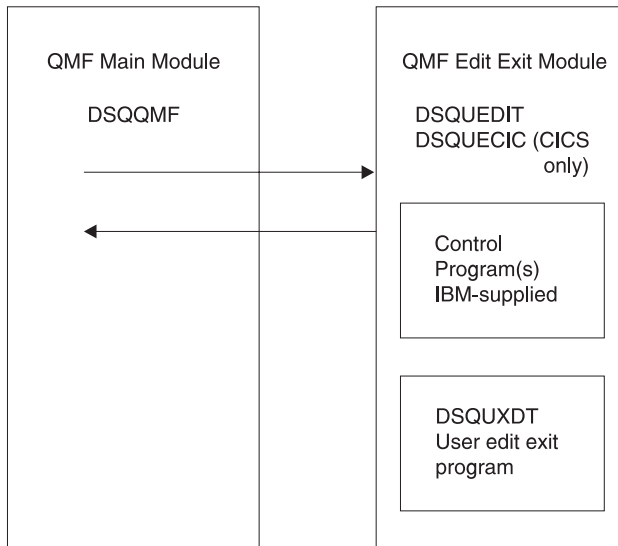 QMF Main Module
DSQQMF
QMF Edit Exit Module
DSQUEDIT
DSQUECIC (CICS
only)
Control
Program(s)
IBM-supplied
DSQUXDT
User edit exit
program